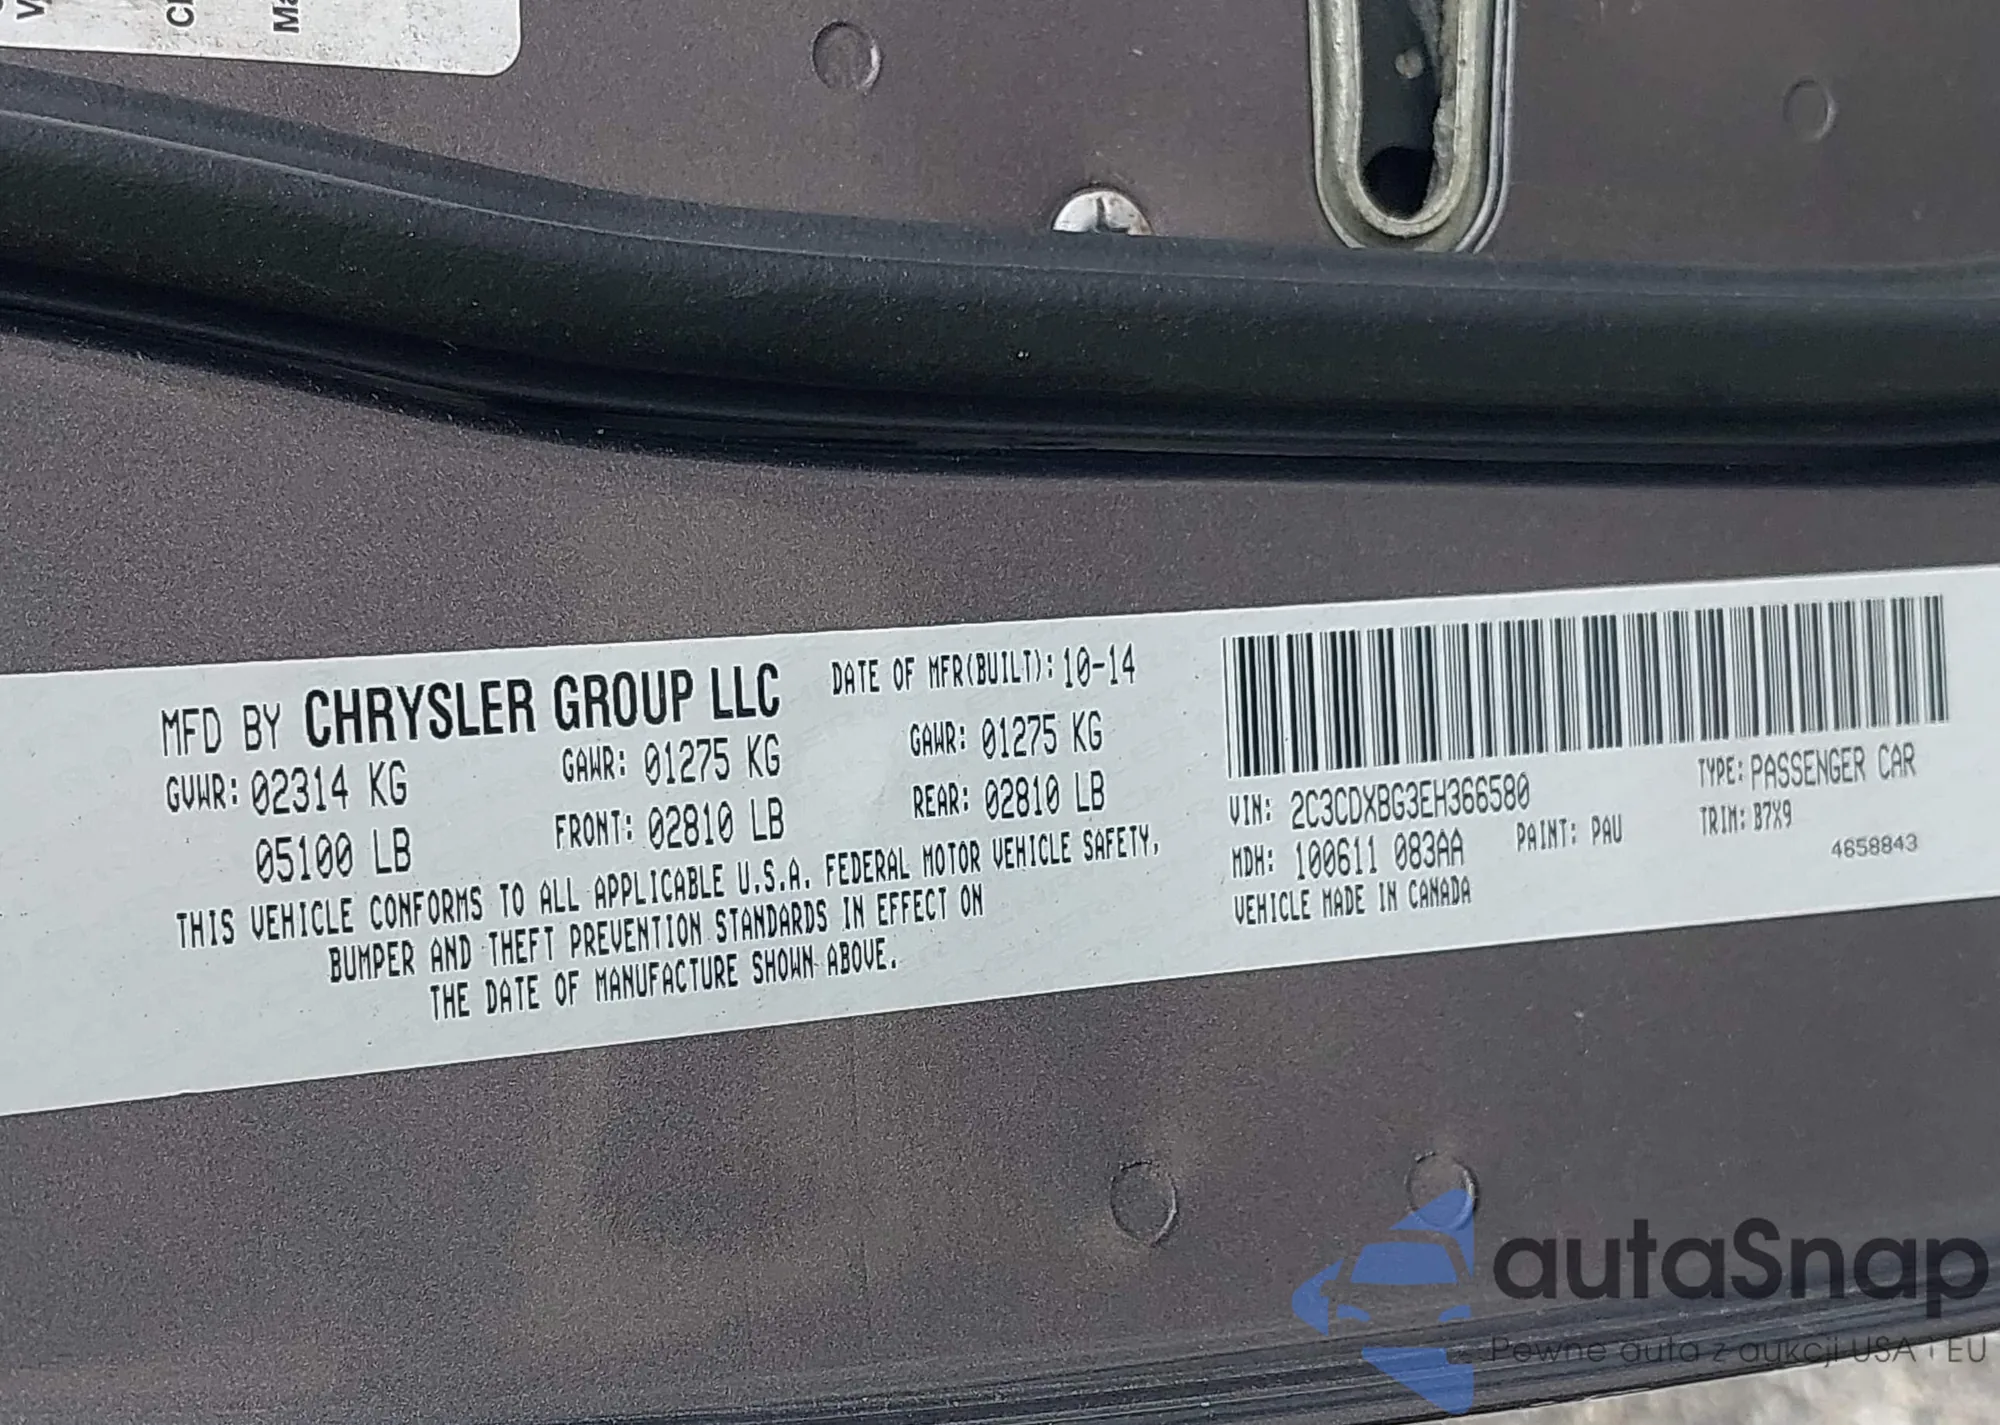 MFD BY CHRYSLER GROUP LLC DATE OF MFR(BUILT): 10-14
GVWR: 02314 KG GAWR: 01275 KG GAWR: 01275 KG
05100 LB FRONT: 02810 LB REAR: 02810 LB
THIS VEHICLE CONFORMS TO ALL APPLICABLE U.S.A. FEDERAL MOTOR VEHICLE SAFETY,
BUMPER AND THEFT PREVENTION STANDARDS IN EFFECT ON
THE DATE OF MANUFACTURE SHOWN ABOVE.
VIN: 2C3CDXBG3EH366580 TYPE: PASSENGER CAR
MDH: 100611 083AA PAINT: PAU TRIM: B7X9
VEHICLE MADE IN CANADA 4658843
autaSnap
Pewne auta z aukcji USA i EU